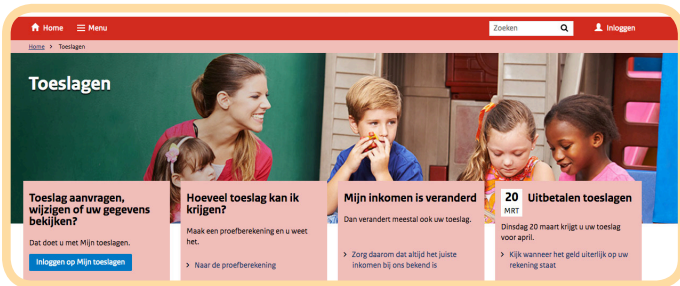 Home Menu Zoeken Inloggen
Home > Toeslagen
Toeslagen
Toeslag aanvragen,
wijzigen of uw gegevens
bekijken?
Dat doet u met Mijn toeslagen.
Inloggen op Mijn toeslagen
Hoeveel toeslag kan ik
krijgen?
Maak een proefberekening en u weet
het.
> Naar de proefberekening
Mijn inkomen is veranderd
Dan verandert meestal ook uw toeslag.
> Zorg daarom dat altijd het juiste
inkomen bij ons bekend is
20 MRT
Uitbetalen toeslagen
Dinsdag 20 maart krijgt u uw toeslag
voor april.
> Kijk wanneer het geld uiterlijk op uw
rekening staat